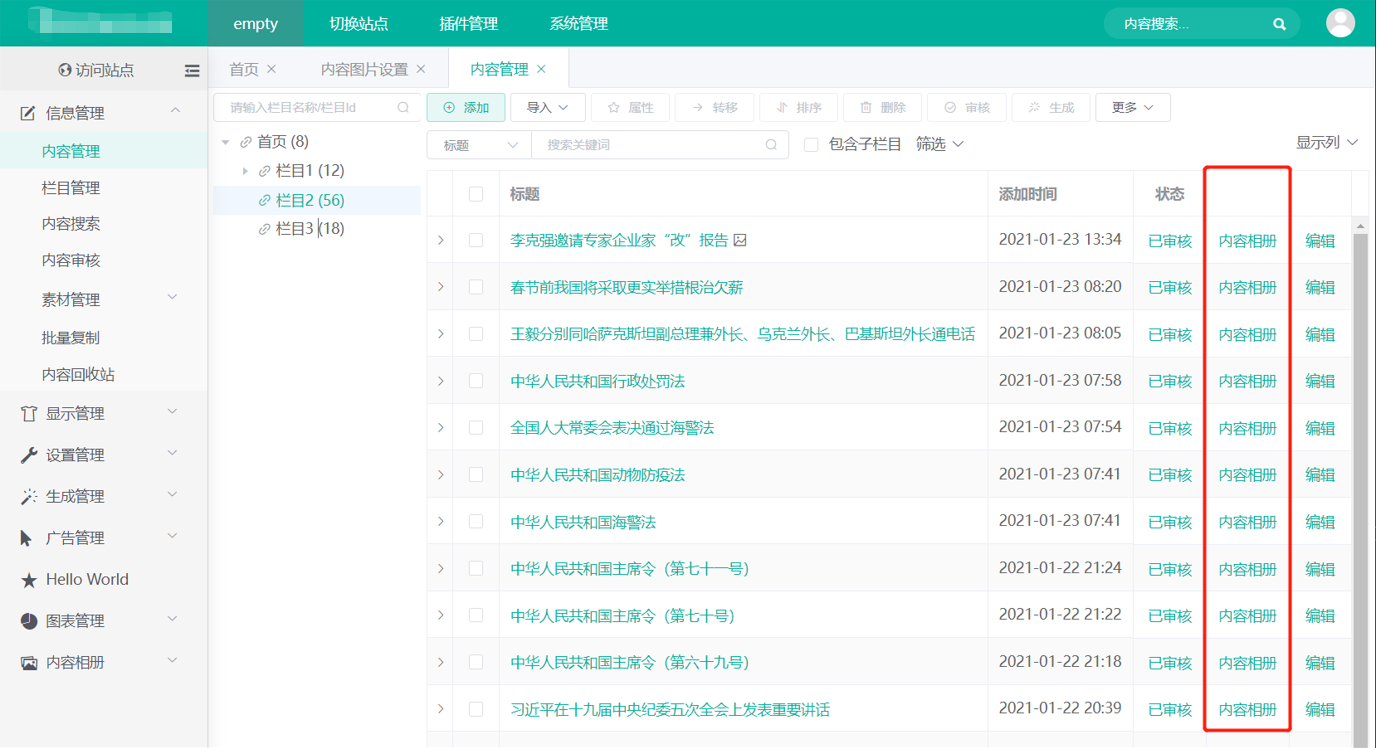 empty 切换站点 插件管理 系统管理 内容搜索...
访问站点 首页 内容图片设置 内容管理
信息管理 请输入栏目名称/栏目Id 添加 导入 属性 转移 排序 删除 审核 生成 更多
内容管理 首页 (8) 标题 搜索关键词 包含子栏目 筛选 显示列
栏目管理 栏目1 (12) 标题 添加时间 状态
内容搜索 栏目2 (56) 李克强邀请专家企业家“改”报告 2021-01-23 13:34 已审核 内容相册 编辑
内容审核 栏目3 (18) 春节前我国将采取更实举措根治欠薪 2021-01-23 08:20 已审核 内容相册 编辑
素材管理 王毅分别同哈萨克斯坦副总理兼外长、乌克兰外长、巴基斯坦外长通电话 2021-01-23 08:05 已审核 内容相册 编辑
批量复制 中华人民共和国行政处罚法 2021-01-23 07:58 已审核 内容相册 编辑
内容回收站
显示管理 全国人大常委会表决通过海警法 2021-01-23 07:54 已审核 内容相册 编辑
设置管理 中华人民共和国动物防疫法 2021-01-23 07:41 已审核 内容相册 编辑
生成管理 中华人民共和国海警法 2021-01-23 07:41 已审核 内容相册 编辑
广告管理 中华人民共和国主席令（第七十一号） 2021-01-22 21:24 已审核 内容相册 编辑
Hello World
图表管理 中华人民共和国主席令（第七十号） 2021-01-22 21:22 已审核 内容相册 编辑
内容相册 中华人民共和国主席令（第六十九号） 2021-01-22 21:18 已审核 内容相册 编辑
习近平在十九届中央纪委五次全会上发表重要讲话 2021-01-22 20:39 已审核 内容相册 编辑